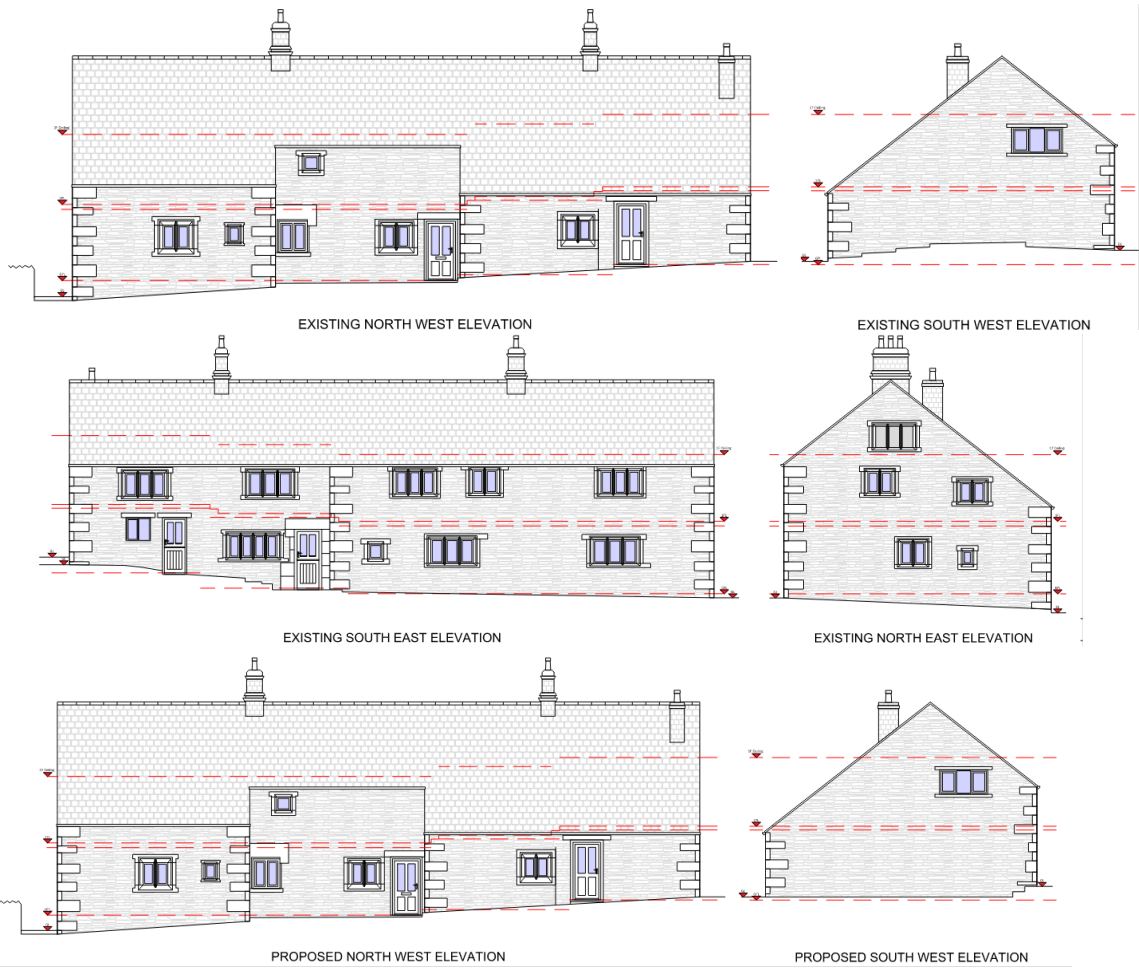 EXISTING NORTH WEST ELEVATION
EXISTING SOUTH WEST ELEVATION
EXISTING SOUTH EAST ELEVATION
EXISTING NORTH EAST ELEVATION
PROPOSED NORTH WEST ELEVATION
PROPOSED SOUTH WEST ELEVATION